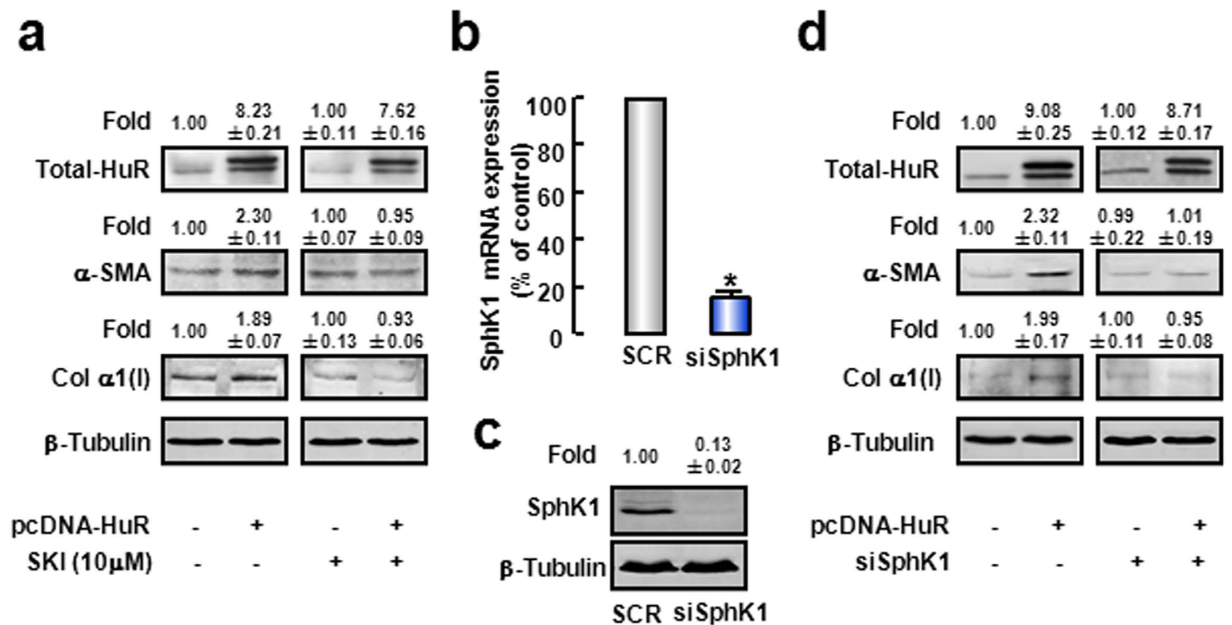 a
Fold 1.00 8.23 ±0.21 1.00 ±0.11 7.62 ±0.16
Total-HuR
Fold 1.00 2.30 ±0.11 1.00 ±0.07 0.95 ±0.09
α-SMA
Fold 1.00 1.89 ±0.07 1.00 ±0.13 0.93 ±0.06
Col α1(I)
β-Tubulin
pcDNA-HuR - + +
SKI (10μM) - - + +
b
SphK1 mRNA expression
(% of control)
100
80
60
40
20
0
*
SCR siSphK1
c
Fold 1.00 0.13 ±0.02
SphK1
β-Tubulin
SCR siSphK1
d
Fold 1.00 9.08 ±0.25 1.00 ±0.12 8.71 ±0.17
Total-HuR
Fold 1.00 2.32 ±0.11 0.99 ±0.22 1.01 ±0.19
α-SMA
Fold 1.00 1.99 ±0.17 1.00 ±0.11 0.95 ±0.08
Col α1(I)
β-Tubulin
pcDNA-HuR - + +
siSphK1 - - + +